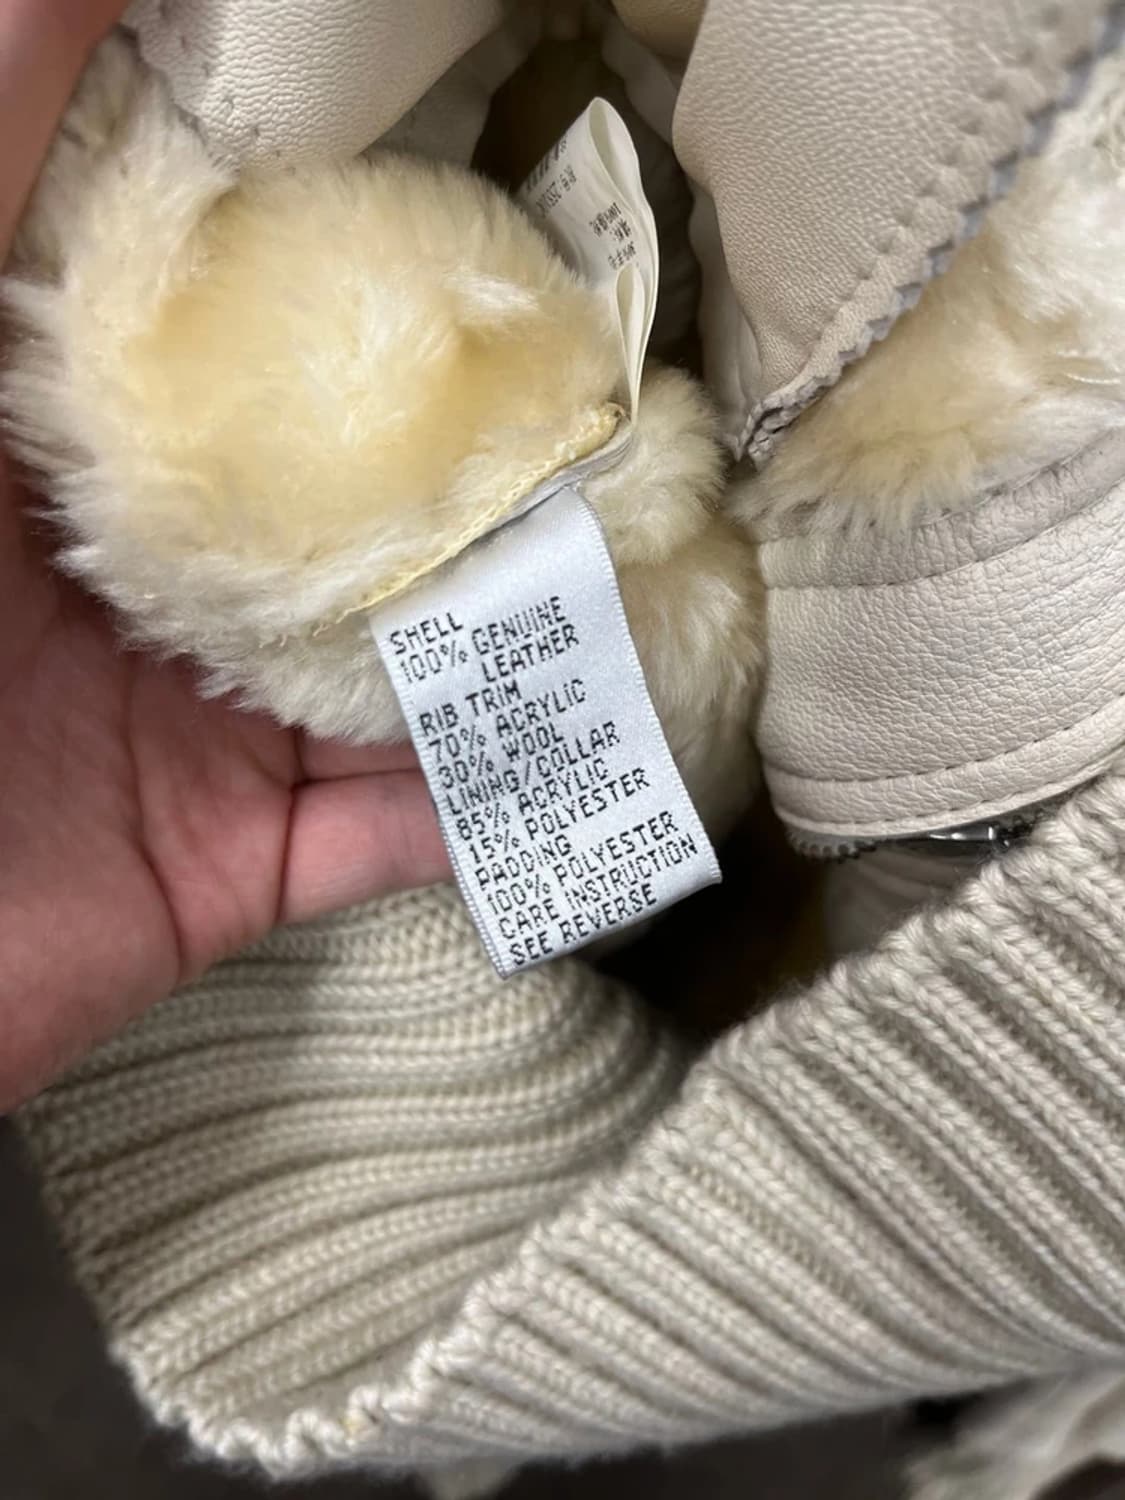 SHELL
100% GENUINE
LEATHER
RIB TRIM
70% ACRYLIC
30% WOOL
LINING/COLLAR
85% ACRYLIC
15% POLYESTER
PADDING
100% POLYESTER
CARE INSTRUCTION
SEE REVERSE